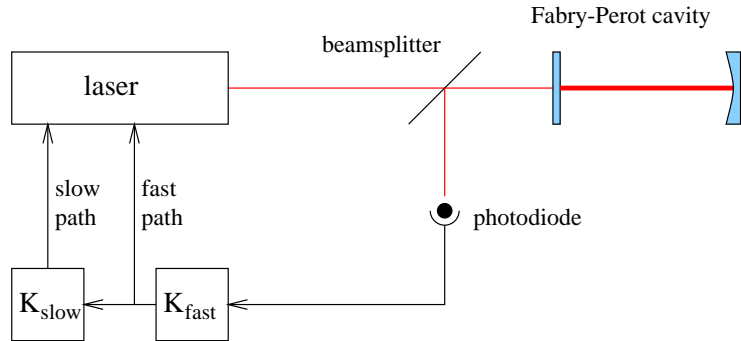 Fabry-Perot cavity
beamsplitter
laser
slow
path
fast
path
photodiode
K_slow
K_fast